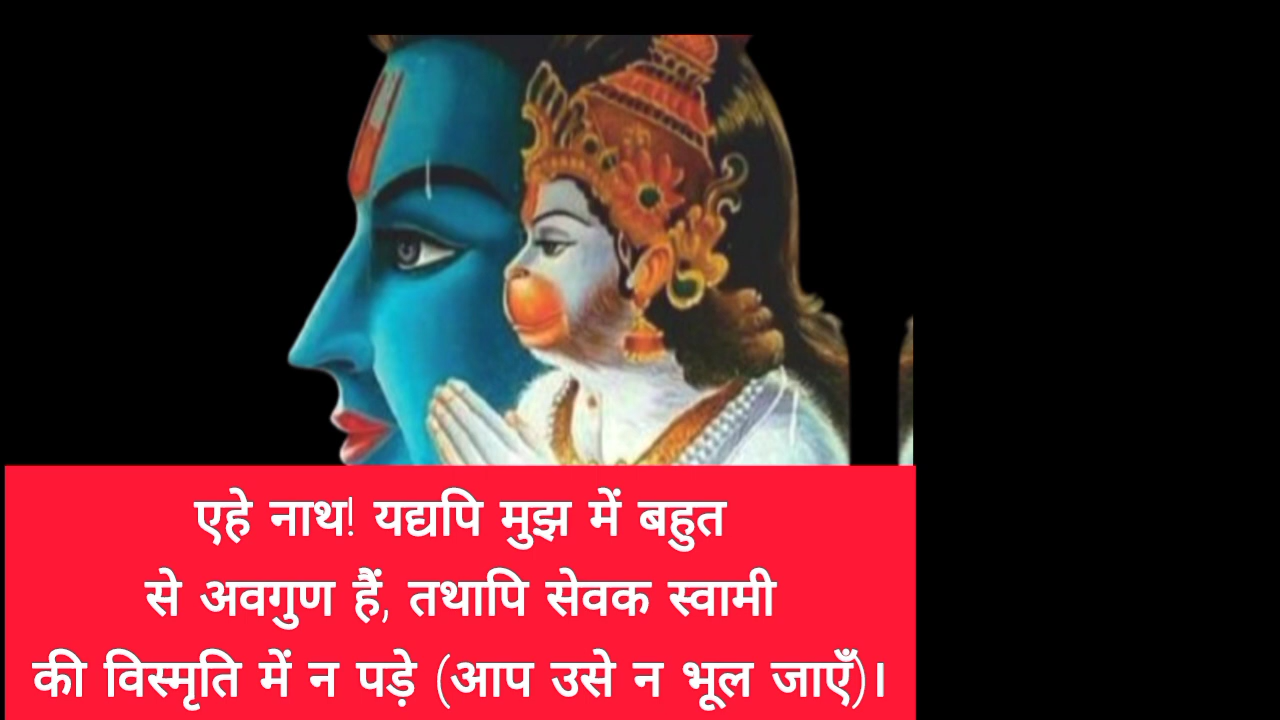 एहे नाथ! यद्यपि मुझ में बहुत
से अवगुण हैं, तथापि सेवक स्वामी
की विस्मृति में न पड़े (आप उसे न भूल जाएँ)।